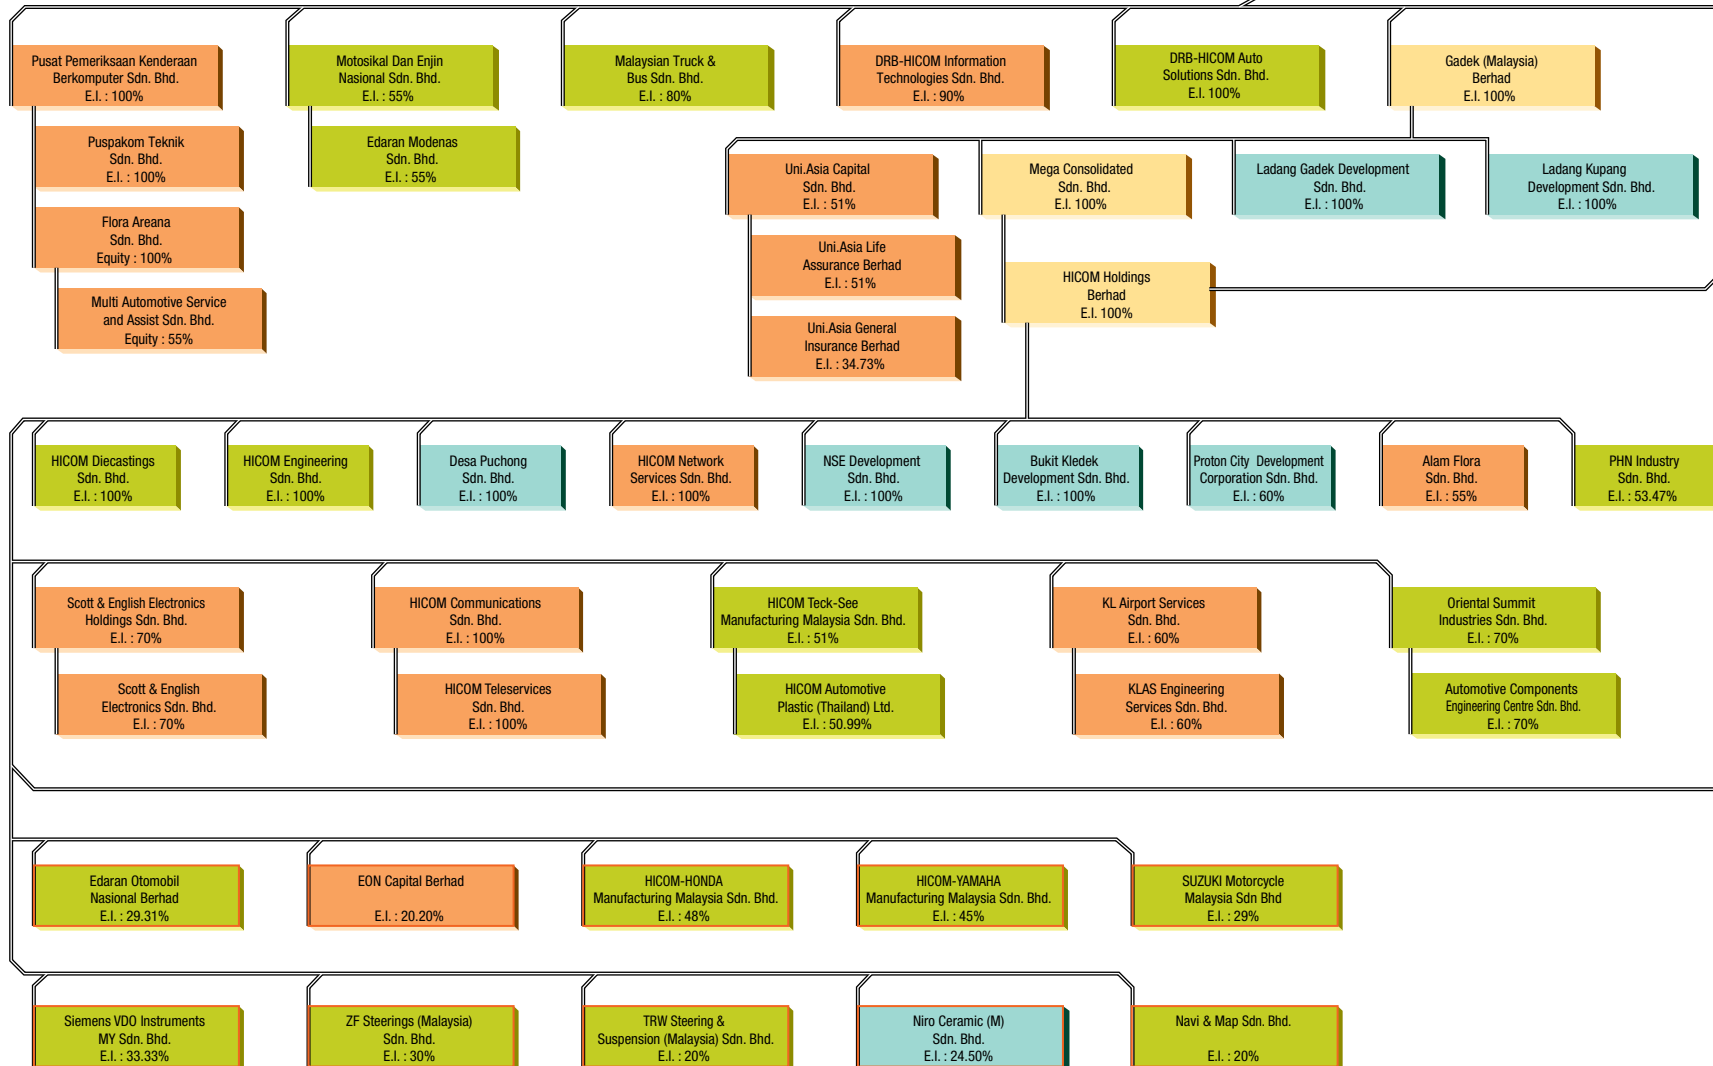 Pusat Pemeriksaan Kenderaan
Berkomputer Sdn. Bhd.
E.I. : 100%
Motosikal Dan Enjin
Nasional Sdn. Bhd.
E.I. : 55%
Malaysian Truck &
Bus Sdn. Bhd.
E.I. : 80%
DRB-HICOM Information
Technologies Sdn. Bhd.
E.I. : 90%
DRB-HICOM Auto
Solutions Sdn. Bhd.
E.I. 100%
Gadek (Malaysia)
Berhad
E.I. 100%
Puspakom Teknik
Sdn. Bhd.
E.I. : 100%
Edaran Modenas
Sdn. Bhd.
E.I. : 55%
Uni.Asia Capital
Sdn. Bhd.
E.I. : 51%
Mega Consolidated
Sdn. Bhd.
E.I. 100%
Ladang Gadek Development
Sdn. Bhd.
E.I. : 100%
Ladang Kupang
Development Sdn. Bhd.
E.I. : 100%
Flora Areana
Sdn. Bhd.
Equity : 100%
Uni.Asia Life
Assurance Berhad
E.I. : 51%
HICOM Holdings
Berhad
E.I. 100%
Multi Automotive Service
and Assist Sdn. Bhd.
Equity : 55%
Uni.Asia General
Insurance Berhad
E.I. : 34.73%
HICOM Diecastings
Sdn. Bhd.
E.I. : 100%
HICOM Engineering
Sdn. Bhd.
E.I. : 100%
Desa Puchong
Sdn. Bhd.
E.I. : 100%
HICOM Network
Services Sdn. Bhd.
E.I. : 100%
NSE Development
Sdn. Bhd.
E.I. : 100%
Bukit Kledek
Development Sdn. Bhd.
E.I. : 100%
Proton City Development
Corporation Sdn. Bhd.
E.I. : 60%
Alam Flora
Sdn. Bhd.
E.I. : 55%
PHN Industry
Sdn. Bhd.
E.I. : 53.47%
Scott & English Electronics
Holdings Sdn. Bhd.
E.I. : 70%
HICOM Communications
Sdn. Bhd.
E.I. : 100%
HICOM Teck-See
Manufacturing Malaysia Sdn. Bhd.
E.I. : 51%
KL Airport Services
Sdn. Bhd.
E.I. : 60%
Oriental Summit
Industries Sdn. Bhd.
E.I. : 70%
Scott & English
Electronics Sdn. Bhd.
E.I. : 70%
HICOM Teleservices
Sdn. Bhd.
E.I. : 100%
HICOM Automotive
Plastic (Thailand) Ltd.
E.I. : 50.99%
KLAS Engineering
Services Sdn. Bhd.
E.I. : 60%
Automotive Components
Engineering Centre Sdn. Bhd.
E.I. : 70%
Edaran Otomobil
Nasional Berhad
E.I. : 29.31%
EON Capital Berhad
E.I. : 20.20%
HICOM-HONDA
Manufacturing Malaysia Sdn. Bhd.
E.I. : 48%
HICOM-YAMAHA
Manufacturing Malaysia Sdn. Bhd.
E.I. : 45%
SUZUKI Motorcycle
Malaysia Sdn Bhd
E.I. : 29%
Siemens VDO Instruments
MY Sdn. Bhd.
E.I. : 33.33%
ZF Steerings (Malaysia)
Sdn. Bhd.
E.I. : 30%
TRW Steering &
Suspension (Malaysia) Sdn. Bhd.
E.I. : 20%
Niro Ceramic (M)
Sdn. Bhd.
E.I. : 24.50%
Navi & Map Sdn. Bhd.
E.I. : 20%